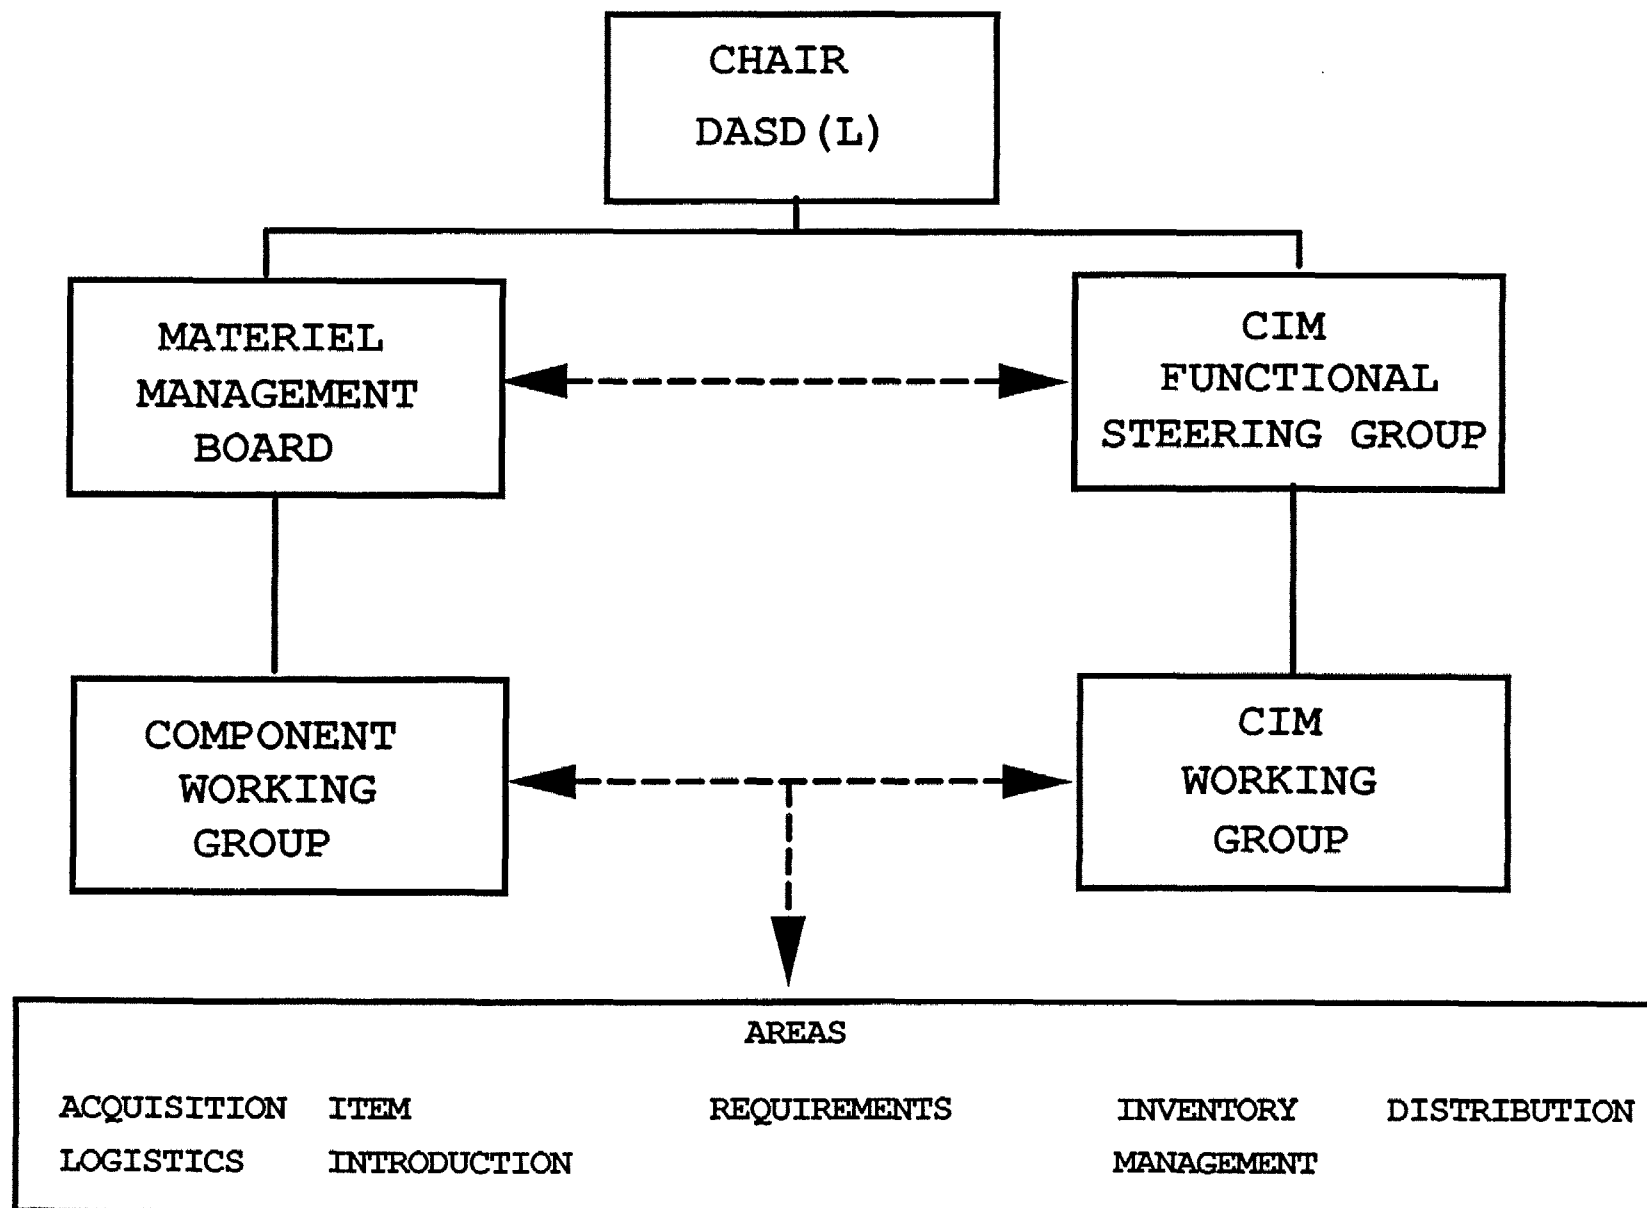 CHAIR
DASD(L)
MATERIEL
MANAGEMENT
BOARD
CIM
FUNCTIONAL
STEERING GROUP
COMPONENT
WORKING
GROUP
CIM
WORKING
GROUP
AREAS
ACQUISITION ITEM REQUIREMENTS INVENTORY DISTRIBUTION
LOGISTICS INTRODUCTION MANAGEMENT